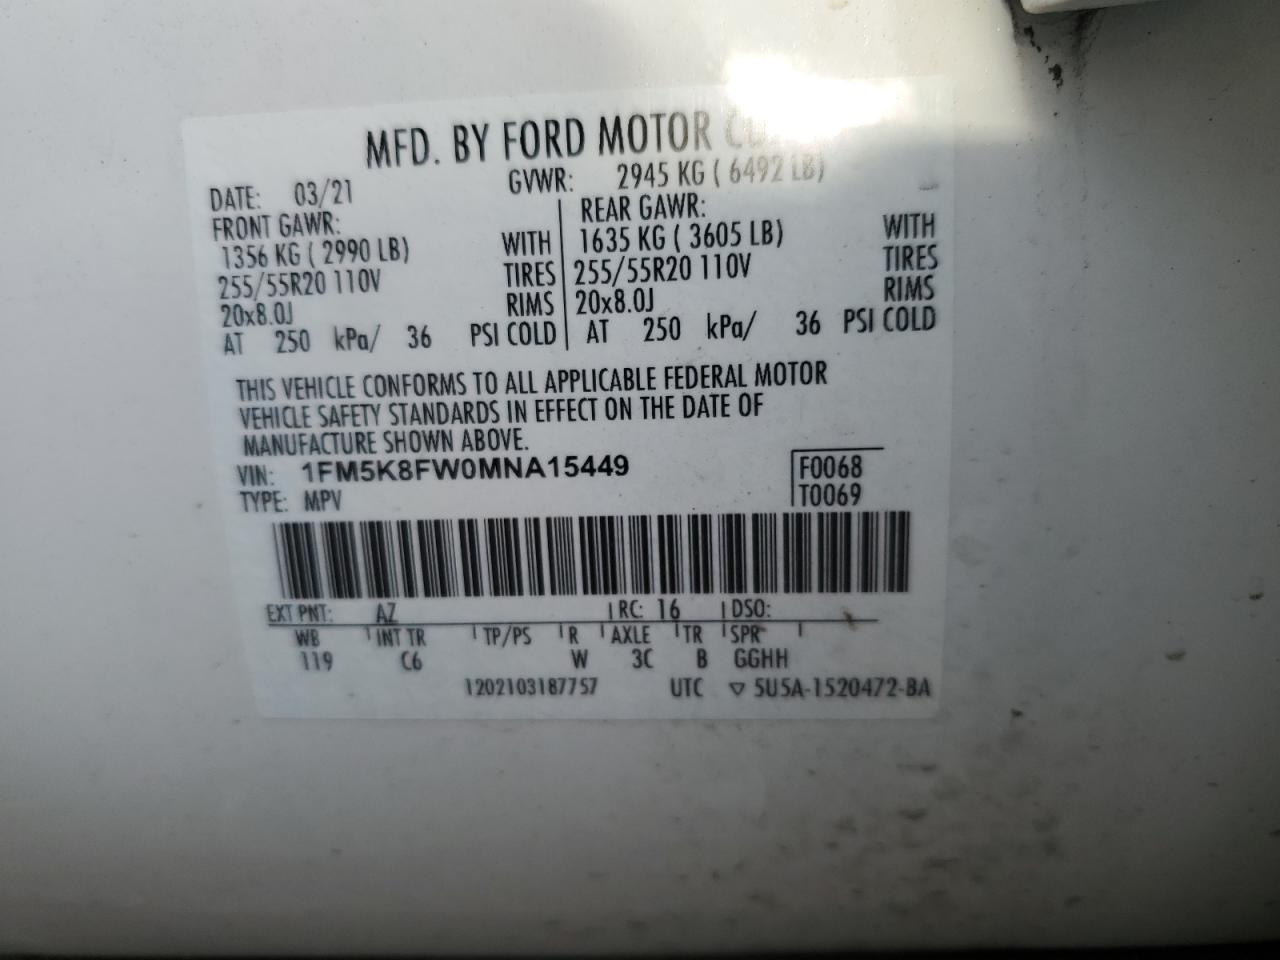 MFD. BY FORD MOTOR
DATE: 03/21 GVWR: 2945 KG ( 6492 LB)
FRONT GAWR: REAR GAWR:
1356 KG ( 2990 LB) WITH 1635 KG ( 3605 LB) WITH
255/55R20 110V TIRES 255/55R20 110V TIRES
20x8.0J RIMS 20x8.0J RIMS
AT 250 kPa/ 36 PSI COLD AT 250 kPa/ 36 PSI COLD
THIS VEHICLE CONFORMS TO ALL APPLICABLE FEDERAL MOTOR
VEHICLE SAFETY STANDARDS IN EFFECT ON THE DATE OF
MANUFACTURE SHOWN ABOVE.
VIN: 1FM5K8FW0MNA15449 F0068
TYPE: MPV T0069
EXT PNT: AZ RC: 16 DSO:
WB INT TR TP/PS R AXLE TR SPR
119 C6 W 3C B GGHH
1202103187757 UTC ▽ 5U5A-1520472-BA